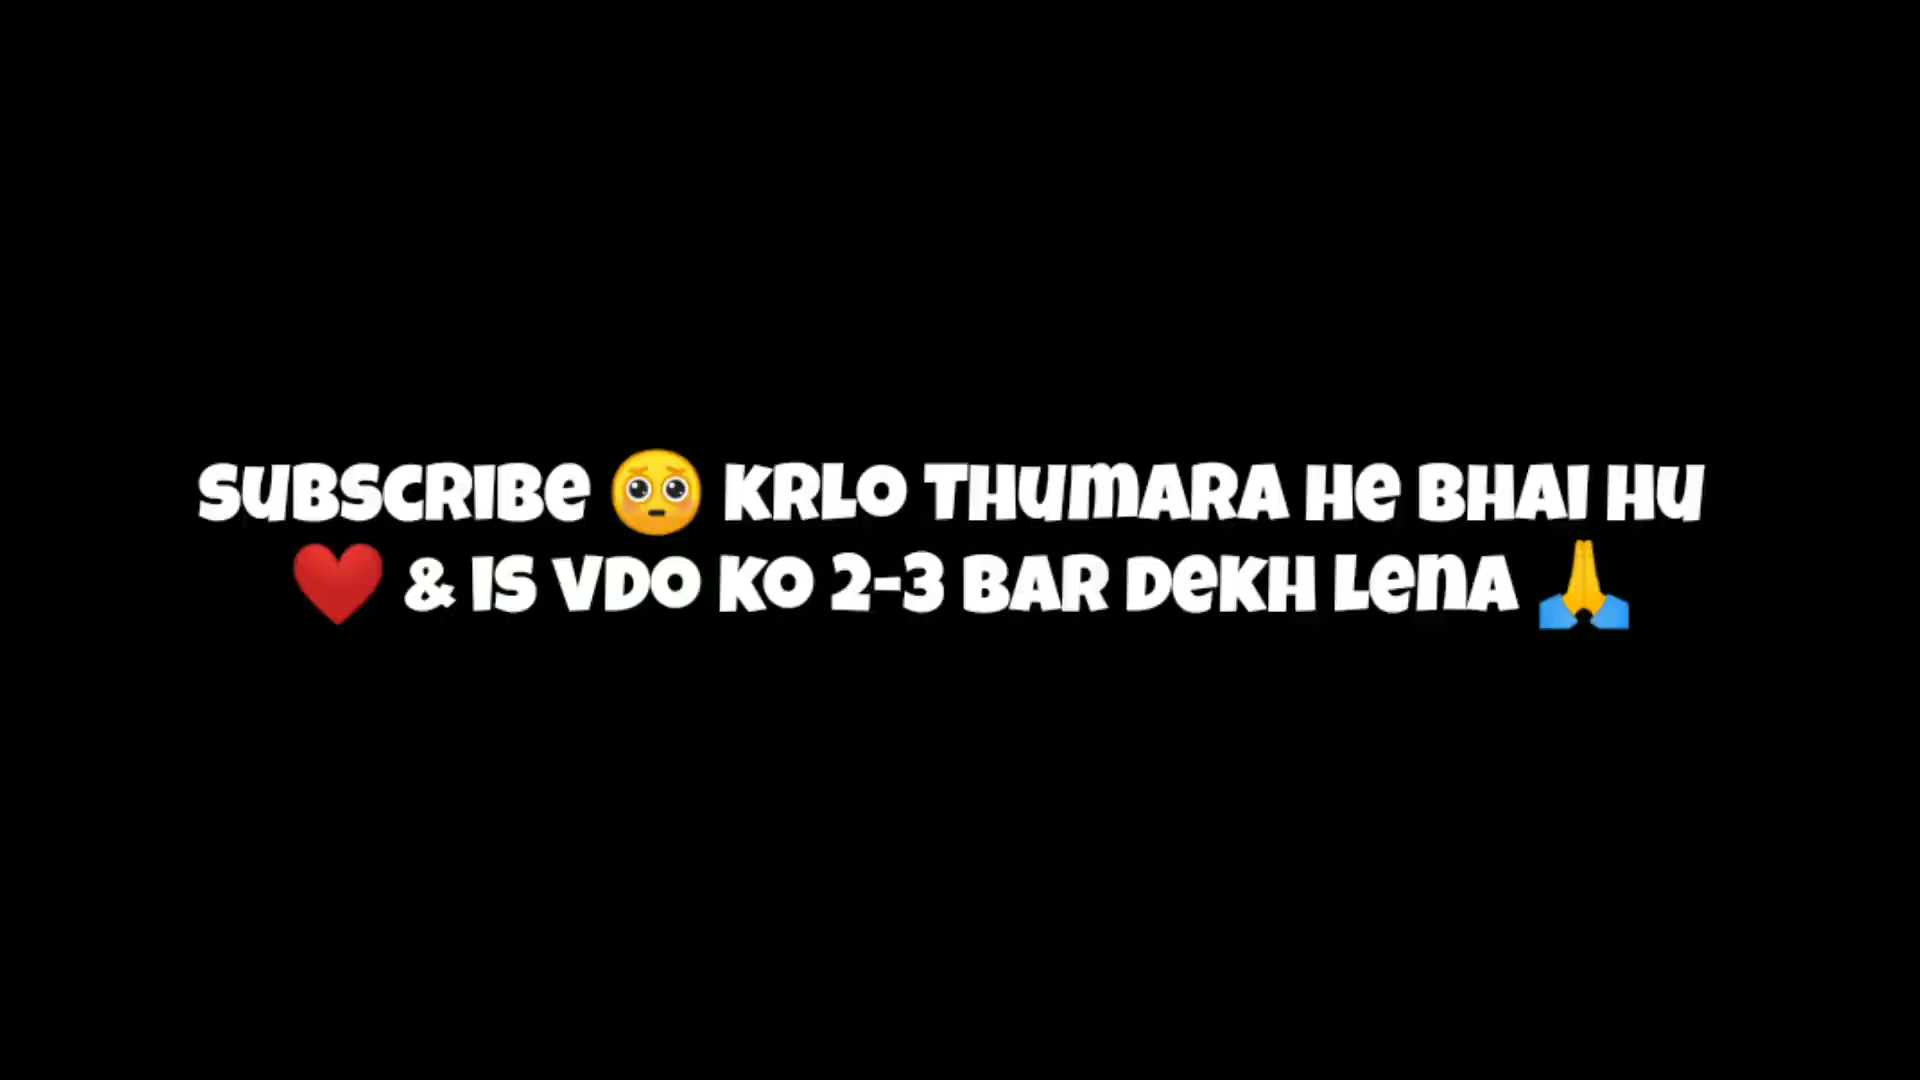 SUBSCRIBE 🥺 KRLO THUMARA HE BHAI HU
❤️ & IS VDO KO 2-3 BAR DEKH LENA 🙏